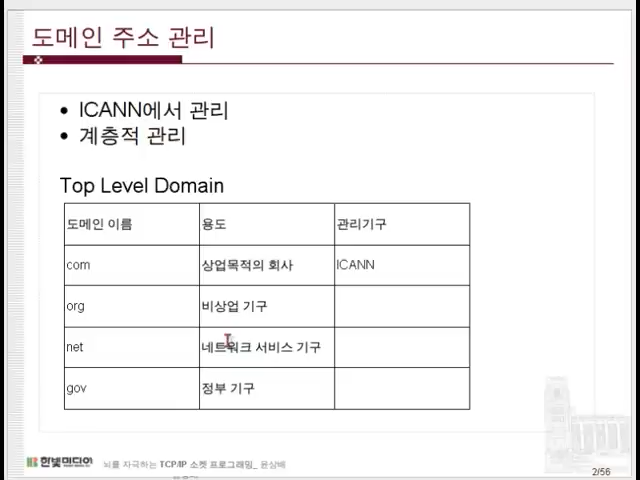 도메인 주소 관리
• ICANN에서 관리
• 계층적 관리
Top Level Domain
도메인 이름 용도 관리기구
com 상업목적의 회사 ICANN
org 비상업 기구
net 네트워크 서비스 기구
gov 정부 기구
한빛미디어 뇌를 자극하는 TCP/IP 소켓 프로그래밍_ 윤상배
2/56